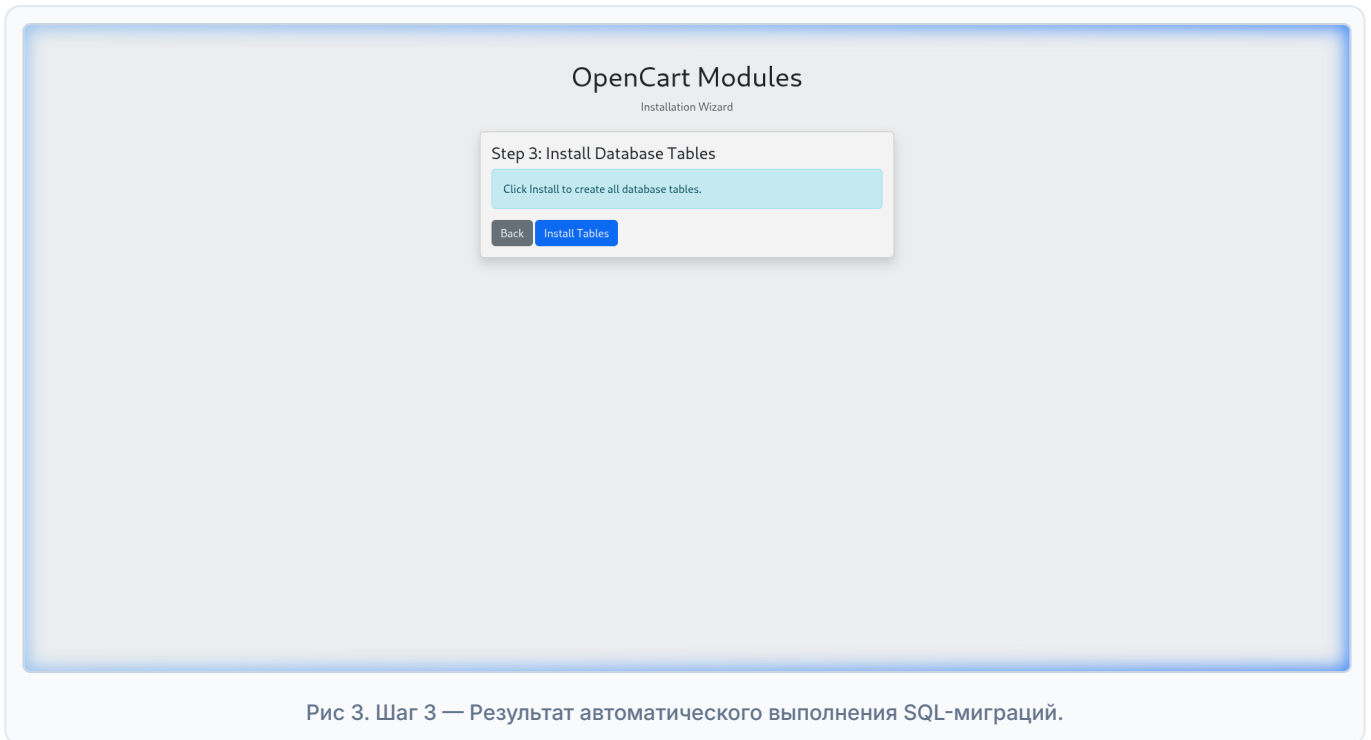 OpenCart Modules
Installation Wizard
Step 3: Install Database Tables
Click Install to create all database tables.
Back Install Tables
Рис 3. Шаг 3 — Результат автоматического выполнения SQL-миграций.